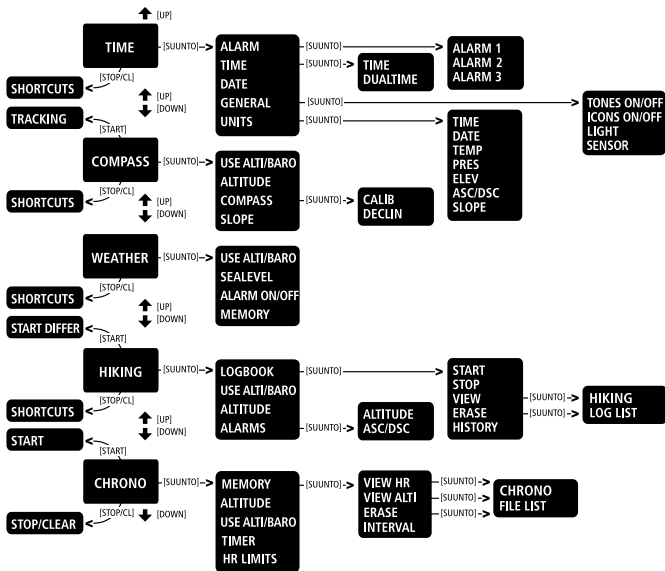 [UP]
TIME
[SUUNTO]
ALARM
TIME
DATE
GENERAL
UNITS
[SUUNTO]
ALARM 1
ALARM 2
ALARM 3
[SUUNTO]
TIME
DUALTIME
[SUUNTO]
TONES ON/OFF
ICONS ON/OFF
LIGHT
SENSOR
[SUUNTO]
TIME
DATE
TEMP
PRES
ELEV
ASC/DSC
SLOPE
[STOP/CL]
SHORTCUTS
[UP]
[DOWN]
TRACKING
[START]
COMPASS
[SUUNTO]
USE ALTI/BARO
ALTITUDE
COMPASS
SLOPE
[SUUNTO]
CALIB
DECLIN
[STOP/CL]
SHORTCUTS
[UP]
[DOWN]
WEATHER
[SUUNTO]
USE ALTI/BARO
SEALEVEL
ALARM ON/OFF
MEMORY
[STOP/CL]
SHORTCUTS
[UP]
[DOWN]
START DIFFER
[START]
HIKING
[SUUNTO]
LOGBOOK
USE ALTI/BARO
ALTITUDE
ALARMS
[SUUNTO]
START
STOP
VIEW
ERASE
HISTORY
[SUUNTO]
[SUUNTO]
HIKING
LOG LIST
[SUUNTO]
ALTITUDE
ASC/DSC
[STOP/CL]
SHORTCUTS
[UP]
[DOWN]
START
[START]
CHRONO
[SUUNTO]
MEMORY
ALTITUDE
USE ALTI/BARO
TIMER
HR LIMITS
[SUUNTO]
VIEW HR
VIEW ALTI
ERASE
INTERVAL
[SUUNTO]
[SUUNTO]
[SUUNTO]
CHRONO
FILE LIST
[STOP/CL]
STOP/CLEAR
[DOWN]